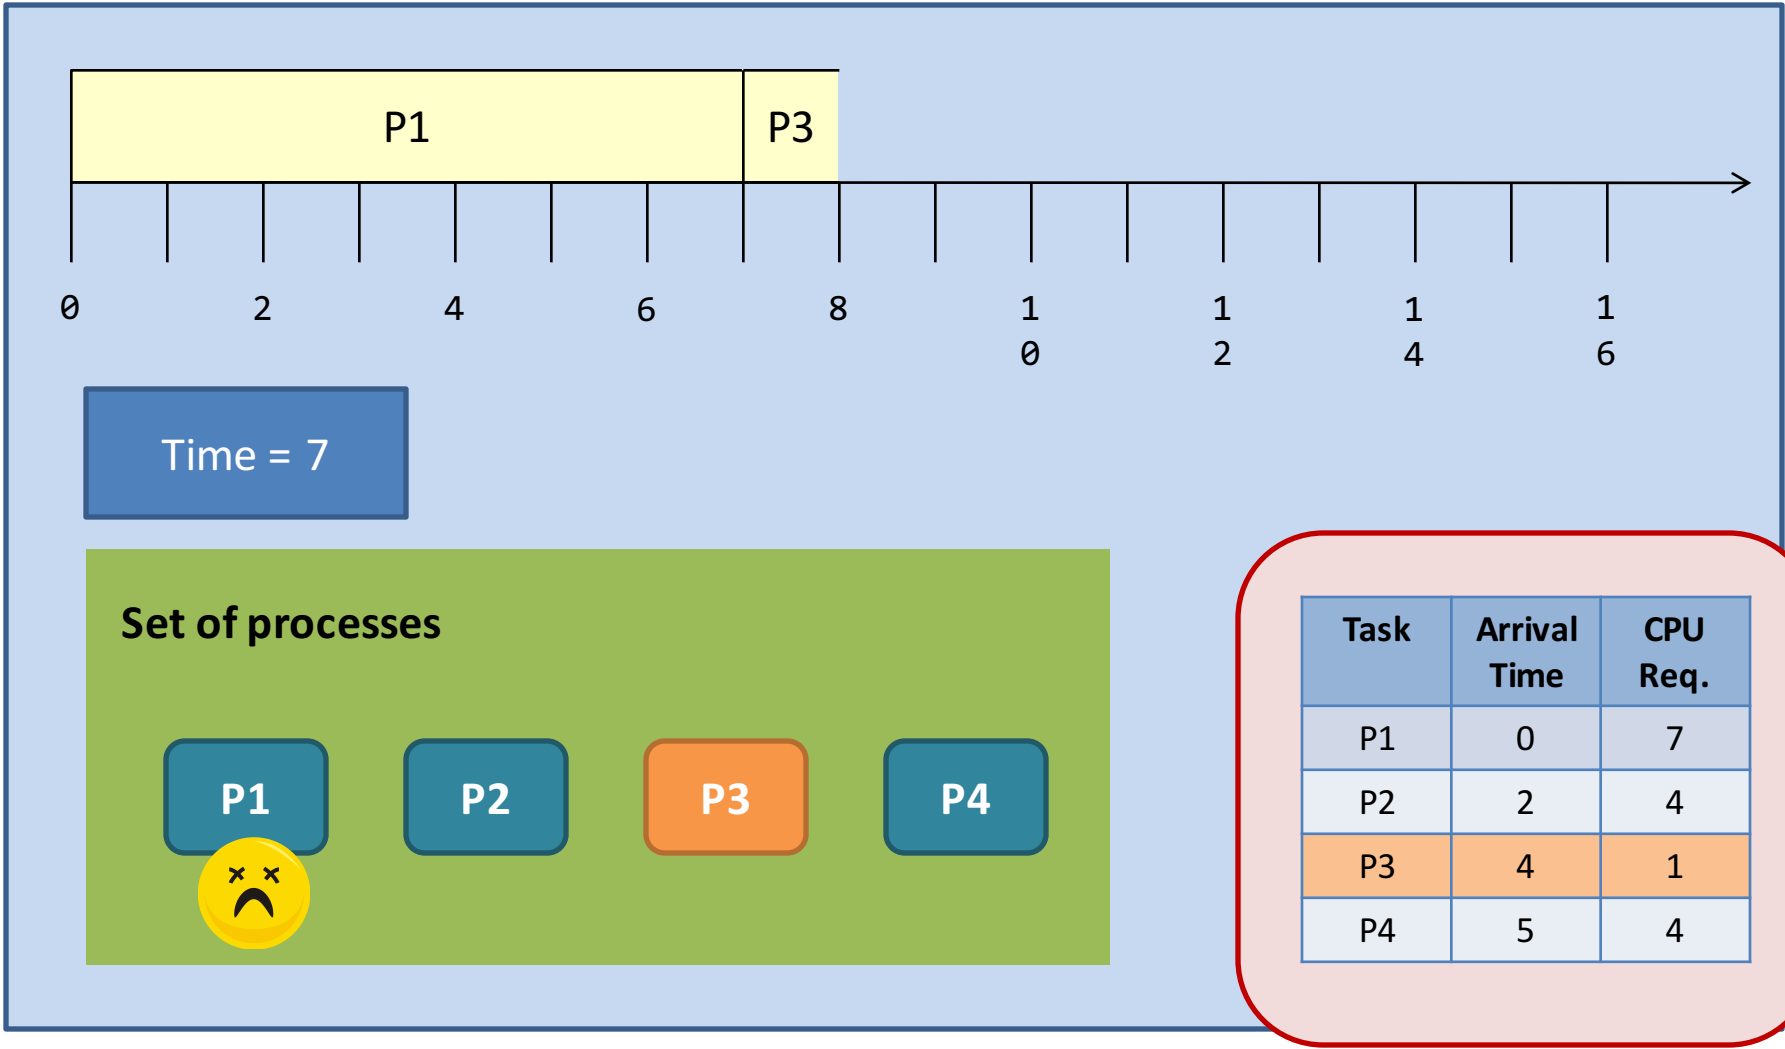 P1 P3
0 2 4 6 8 1 1 1 1
0 2 4 6
Time = 7
Set of processes
P1 P2 P3 P4
Task Arrival CPU
Time Req.
P1 0 7
P2 2 4
P3 4 1
P4 5 4